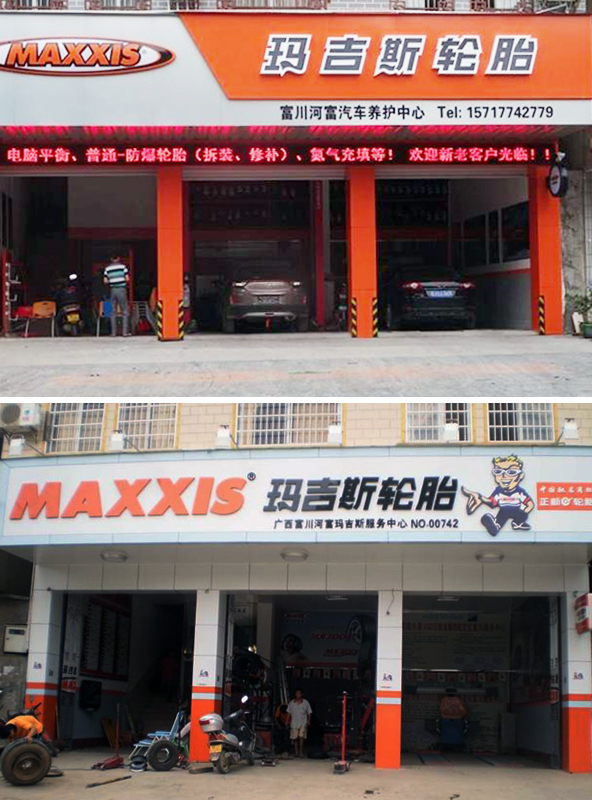 MAXXIS®
玛吉斯轮胎
富川河富汽车养护中心 Tel: 15717742779
电脑平衡、普通-防爆轮胎（拆装、修补）、氮气充填等！ 欢迎新老客户光临！！
MAXXIS®
玛吉斯轮胎
广西富川河富玛吉斯服务中心 NO.00742
正新轮胎